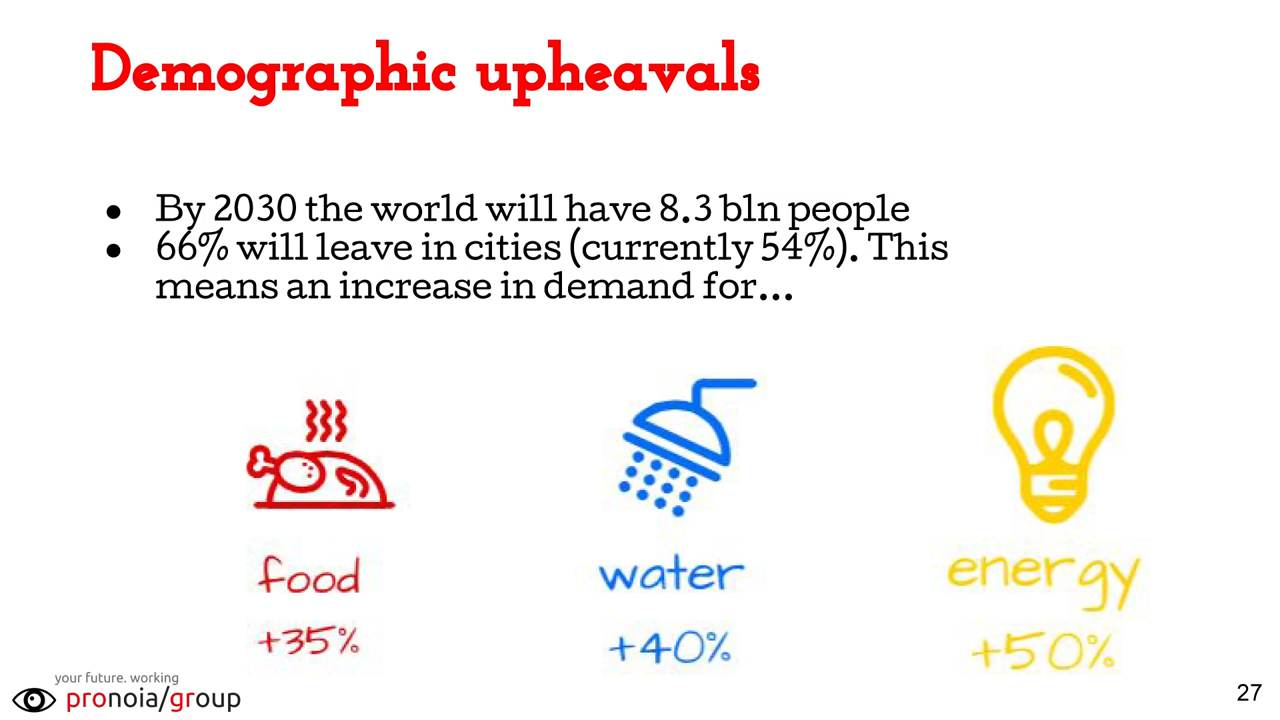 Demographic upheavals
● By 2030 the world will have 8.3 bln people
● 66% will leave in cities (currently 54%). This
means an increase in demand for...
food
+35%
water
+40%
energy
+50%
your future. working
pronoia/group
27